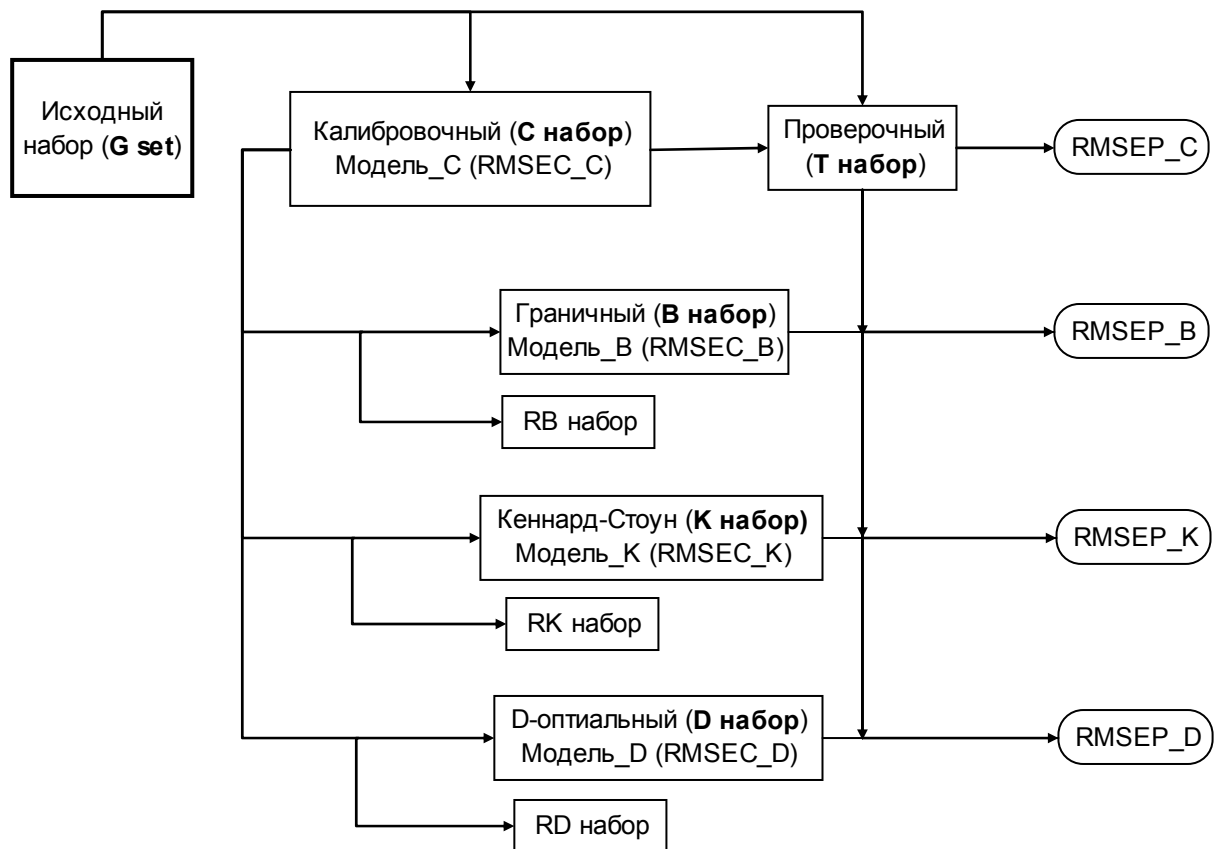 Исходный
набор (G set)
Калибровочный (C набор)
Модель_C (RMSEC_C)
Проверочный
(T набор)
RMSEP_C
Граничный (B набор)
Модель_B (RMSEC_B)
RMSEP_B
RB набор
Кеннард-Стоун (K набор)
Модель_K (RMSEC_K)
RMSEP_K
RK набор
D-оптиальный (D набор)
Модель_D (RMSEC_D)
RMSEP_D
RD набор